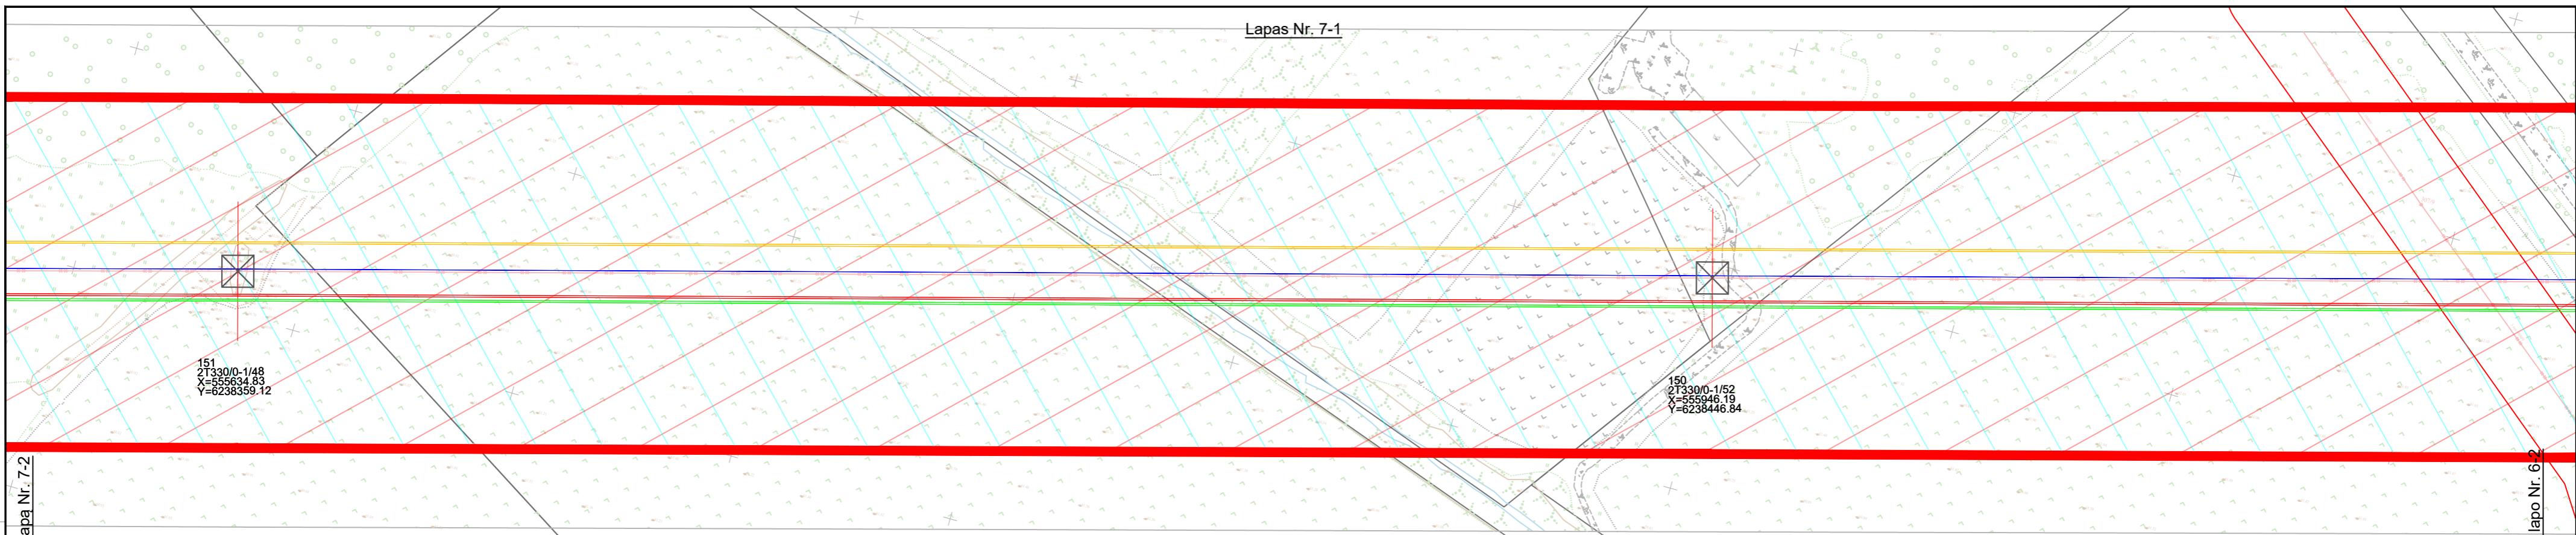 Lapas Nr. 7-1
151
2T330/0-1/48
X=555634.83
Y=6238359.12
150
2T330/0-1/52
X=555946.19
Y=6238446.84
lapą Nr. 7-2
lapo Nr. 6-2